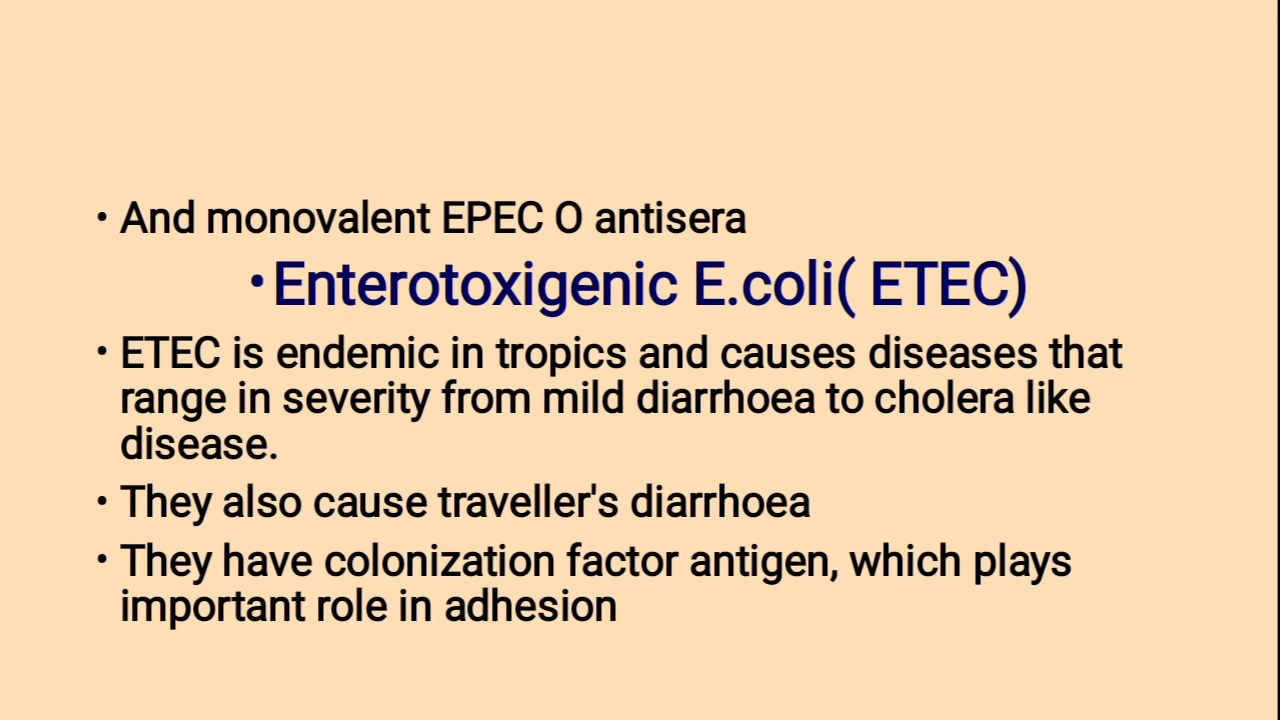 • And monovalent EPEC O antisera
• Enterotoxigenic E.coli( ETEC)
• ETEC is endemic in tropics and causes diseases that
range in severity from mild diarrhoea to cholera like
disease.
• They also cause traveller's diarrhoea
• They have colonization factor antigen, which plays
important role in adhesion